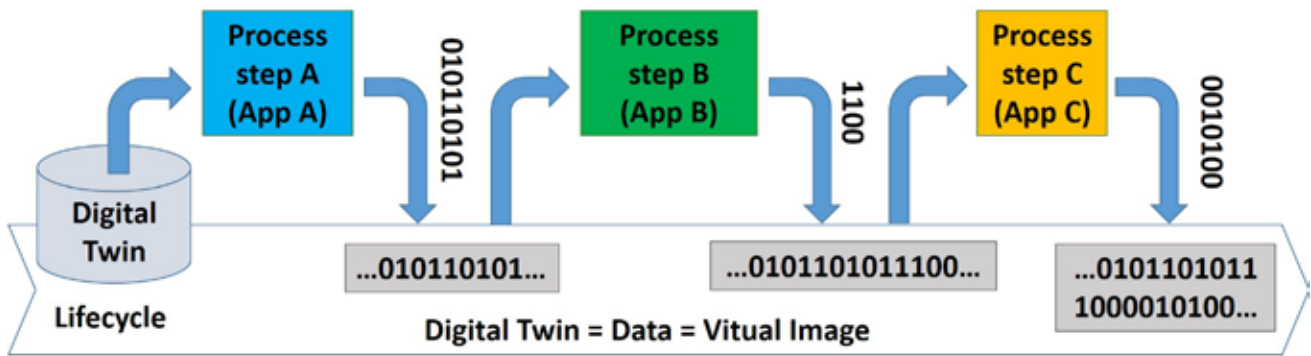 Process
step A
(App A)
010110101
Process
step B
(App B)
1100
Process
step C
(App C)
0010100
Digital
Twin
...010110101...
...0101101011100...
...0101101011
1000010100...
Lifecycle
Digital Twin = Data = Vitual Image